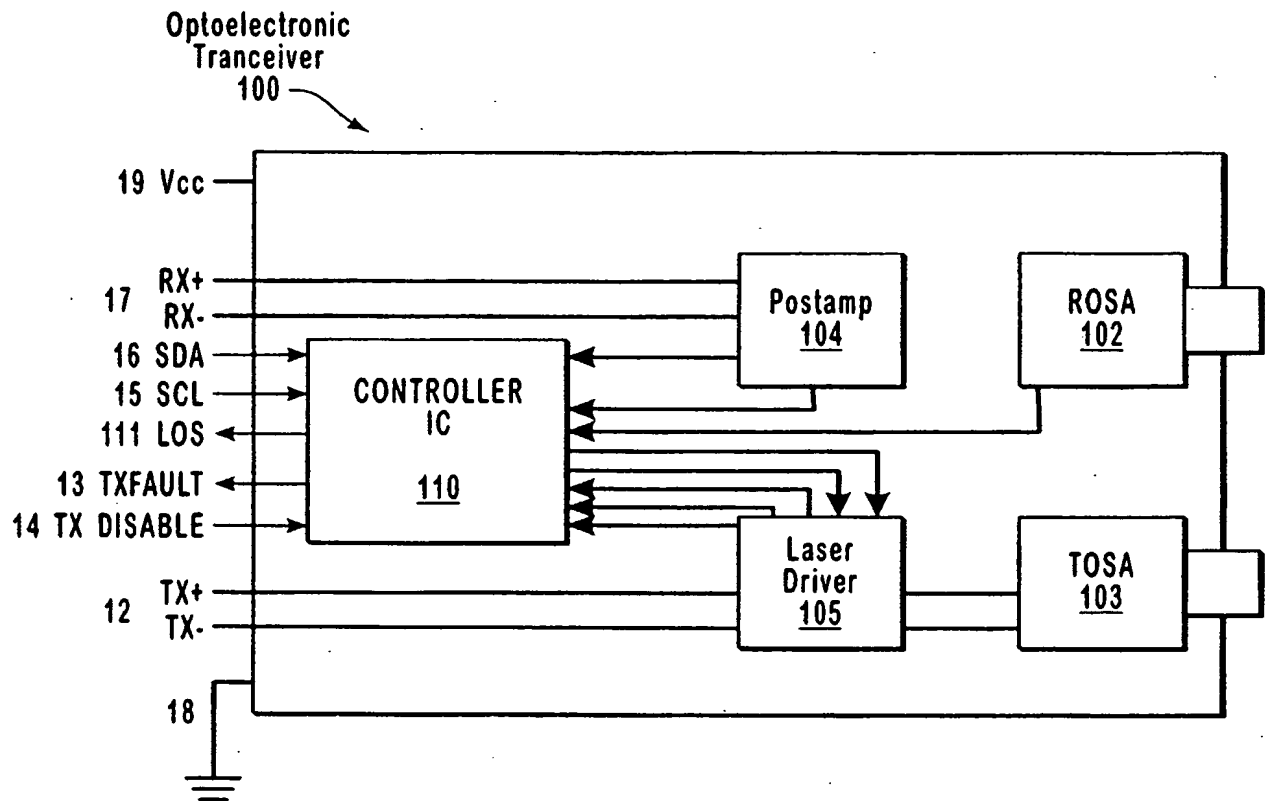 Optoelectronic
Tranceiver
100
19 Vcc
17
RX+
RX-
16 SDA
15 SCL
111 LOS
13 TXFAULT
14 TX DISABLE
12
TX+
TX-
18
CONTROLLER
IC
110
Postamp
104
ROSA
102
Laser
Driver
105
TOSA
103